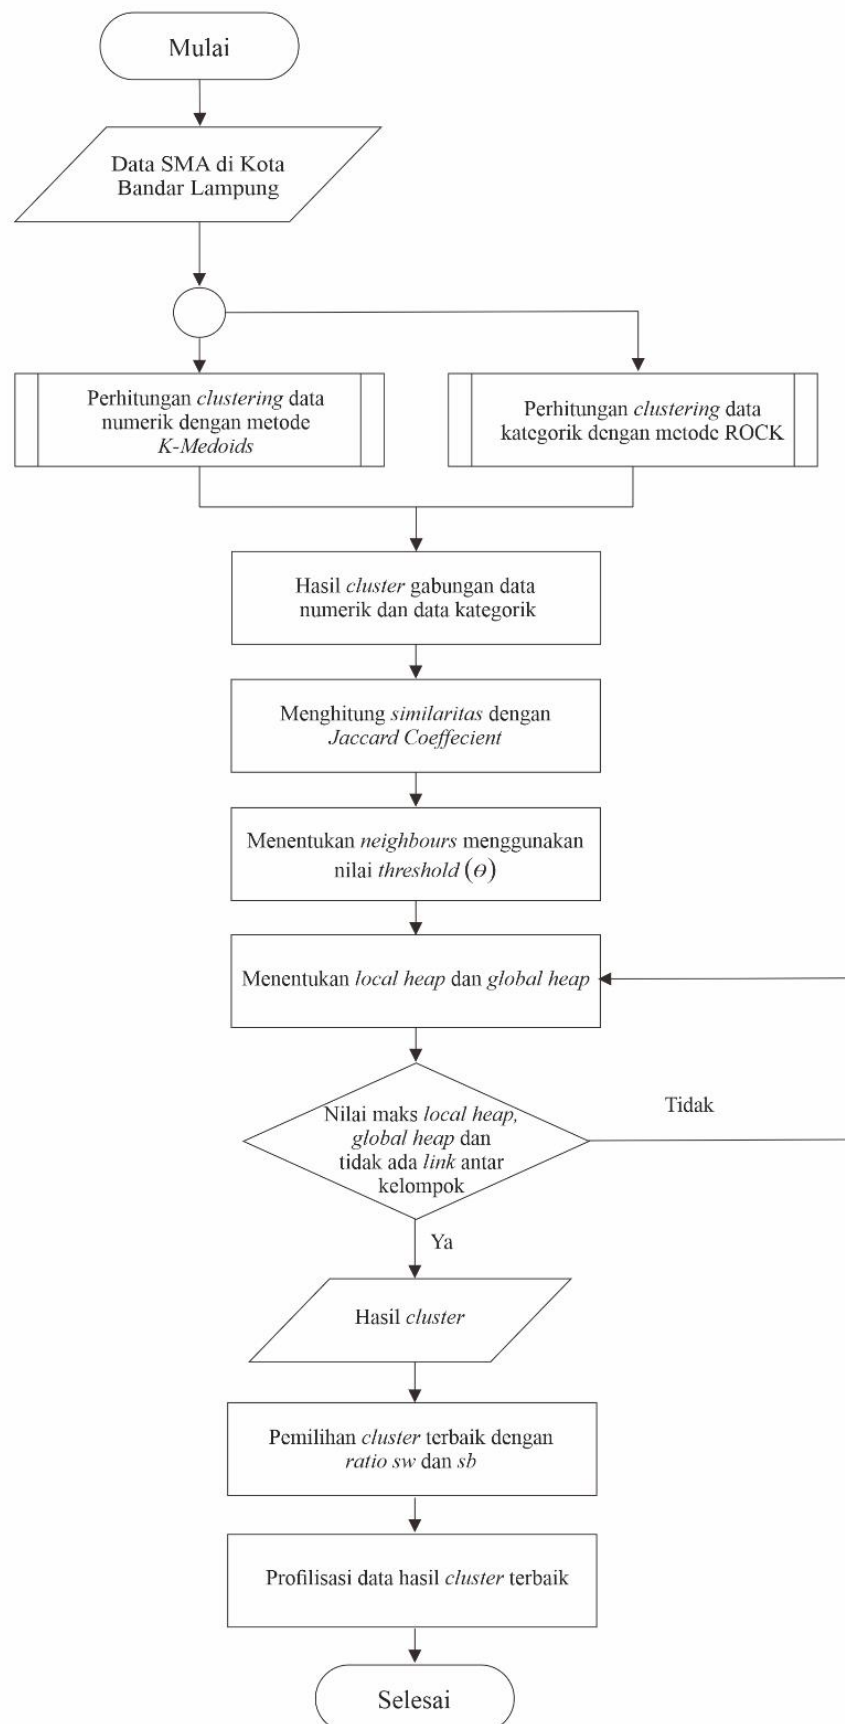 Mulai
Data SMA di Kota
Bandar Lampung
Perhitungan clustering data
numerik dengan metode
K-Medoids
Perhitungan clustering data
kategorik dengan metode ROCK
Hasil cluster gabungan data
numerik dan data kategorik
Menghitung similaritas dengan
Jaccard Coeffecient
Menentukan neighbours menggunakan
nilai threshold (ɵ)
Menentukan local heap dan global heap
Nilai maks local heap,
global heap dan
tidak ada link antar
kelompok
Tidak
Ya
Hasil cluster
Pemilihan cluster terbaik dengan
ratio sw dan sb
Profilisasi data hasil cluster terbaik
Selesai